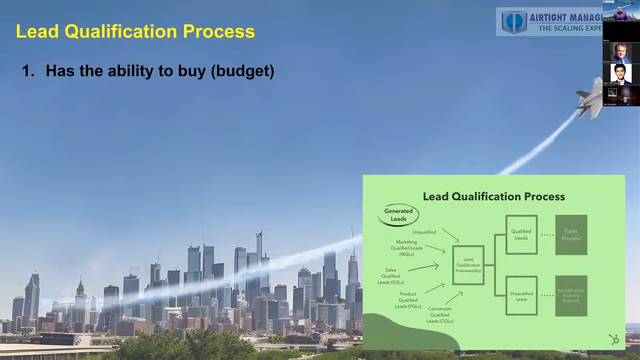 Lead Qualification Process
AIRTIGHT MANAG
THE SCALING EXPE
1. Has the ability to buy (budget)
Lead Qualification Process
Generated
Leads
Unqualified
Marketing
Qualified Leads
(MQLs)
Sales
Qualified
Leads (SQLs)
Product
Qualified
Leads (PQLs)
Conversion
Qualified
Leads (CQLs)
Lead
Qualification
Framework(s)
Qualified
Leads
Sales
Process
Unqualified
Leads